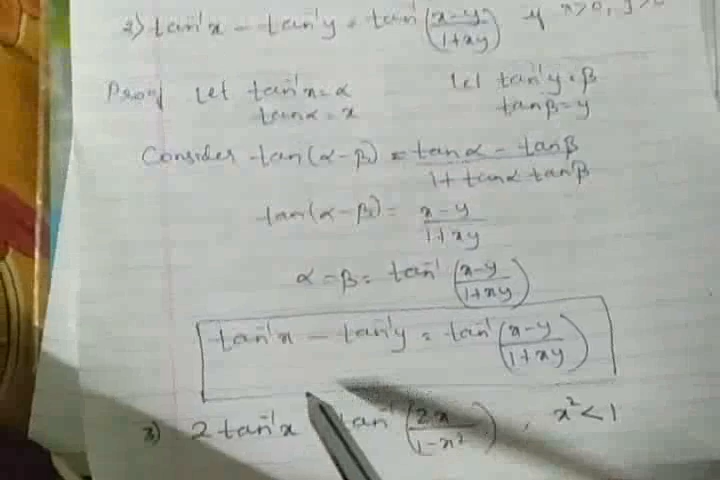 2) tan⁻¹x - tan⁻¹y = tan⁻¹((x-y)/(1+xy)) if x>0, y>0
Proof Let tan⁻¹x = α Let tan⁻¹y = β
tanα = x tanβ = y
Consider tan(α-β) = (tanα - tanβ)/(1+tanα tanβ)
tan(α-β) = (x-y)/(1+xy)
α-β = tan⁻¹((x-y)/(1+xy))
tan⁻¹x - tan⁻¹y = tan⁻¹((x-y)/(1+xy))
3) 2tan⁻¹x tan⁻¹(2x/(1-x²)), x²<1